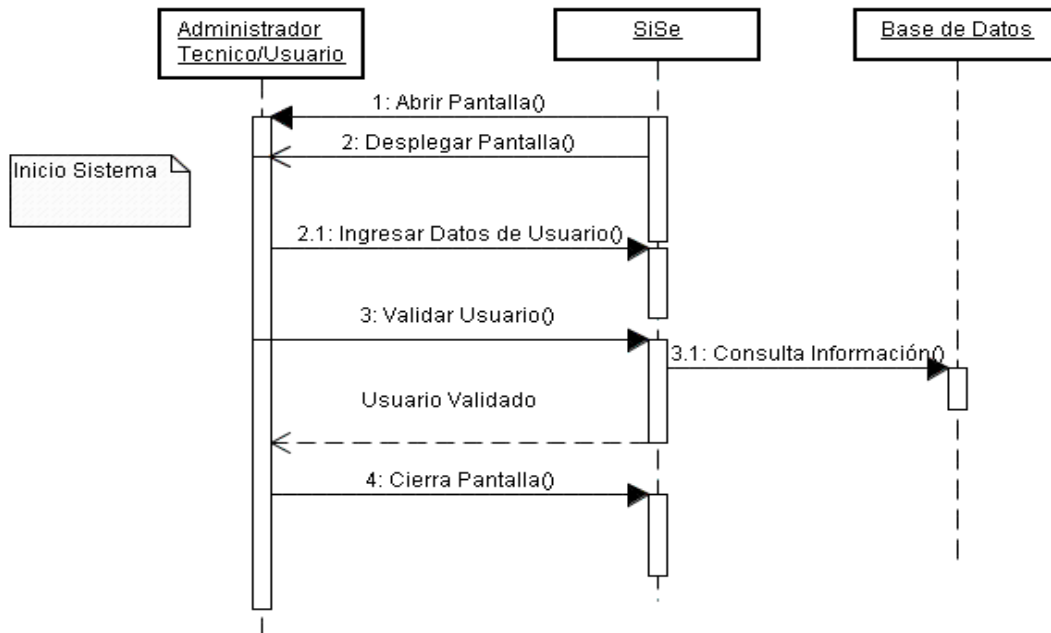 Administrador
Tecnico/Usuario
SiSe
Base de Datos
1: Abrir Pantalla()
2: Desplegar Pantalla()
Inicio Sistema
2.1: Ingresar Datos de Usuario()
3: Validar Usuario()
3.1: Consulta Información()
Usuario Validado
4: Cierra Pantalla()